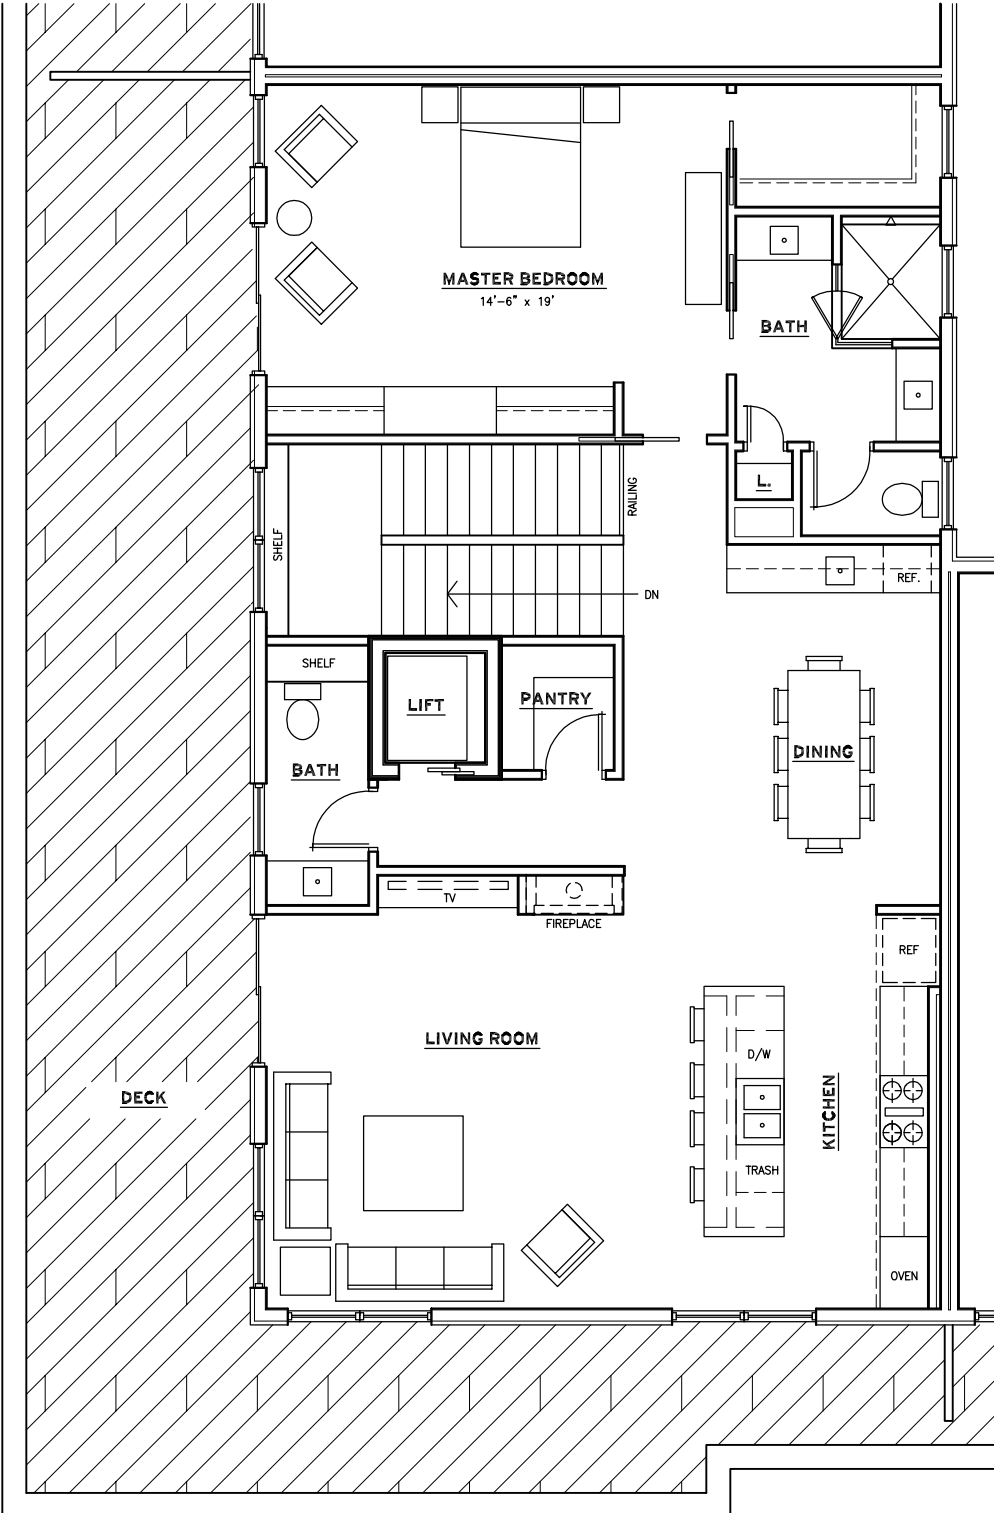 MASTER BEDROOM
14'-6" x 19'
BATH
L.
RAILING
SHELF
DN
REF.
SHELF
LIFT
PANTRY
BATH
DINING
TV
FIREPLACE
REF
LIVING ROOM
D/W
DECK
KITCHEN
TRASH
OVEN